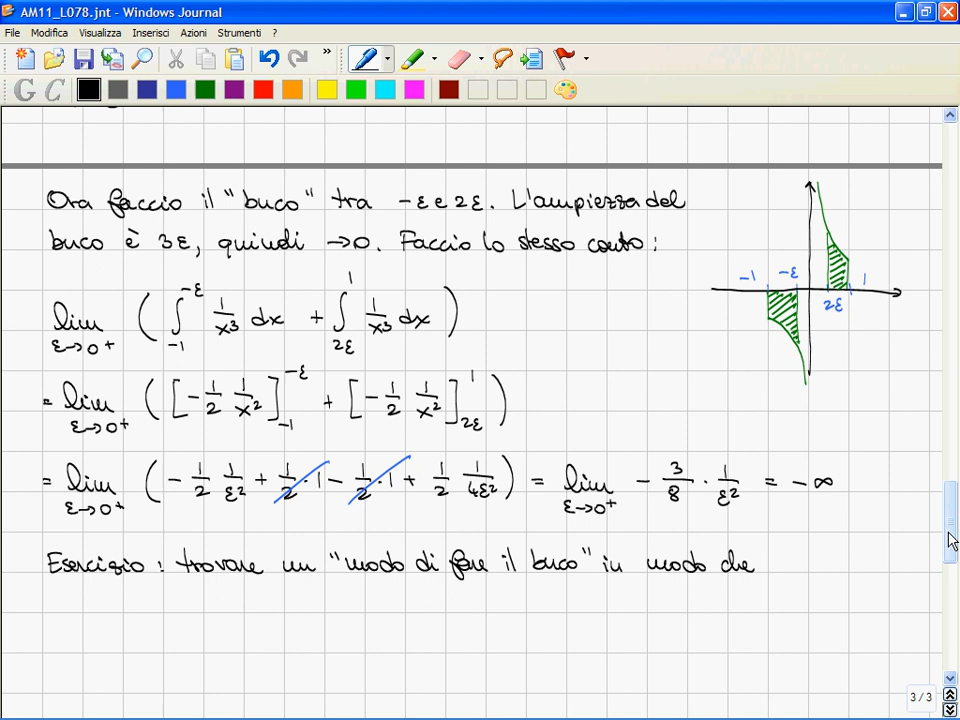 AM11_L078.jnt - Windows Journal
File Modifica Visualizza Inserisci Azioni Strumenti ?
»
G C
Ora faccio il "buco" tra -ε e 2ε. L'ampiezza del
buco è 3ε, quindi →0. Faccio lo stesso conto:
-1 -ε 2ε 1
lim ε→0+ ( ∫_{-1}^{-ε} 1/x³ dx + ∫_{2ε}^{1} 1/x³ dx )
= lim ε→0+ ( [ -1/2 1/x² ]_{-1}^{-ε} + [ -1/2 1/x² ]_{2ε}^{1} )
= lim ε→0+ ( -1/2 1/ε² + 1/2 · 1 - 1/2 · 1 + 1/2 1/4ε² ) = lim ε→0+ -3/8 · 1/ε² = -∞
Esercizio: trovare un "modo di fare il buco" in modo che
3 / 3